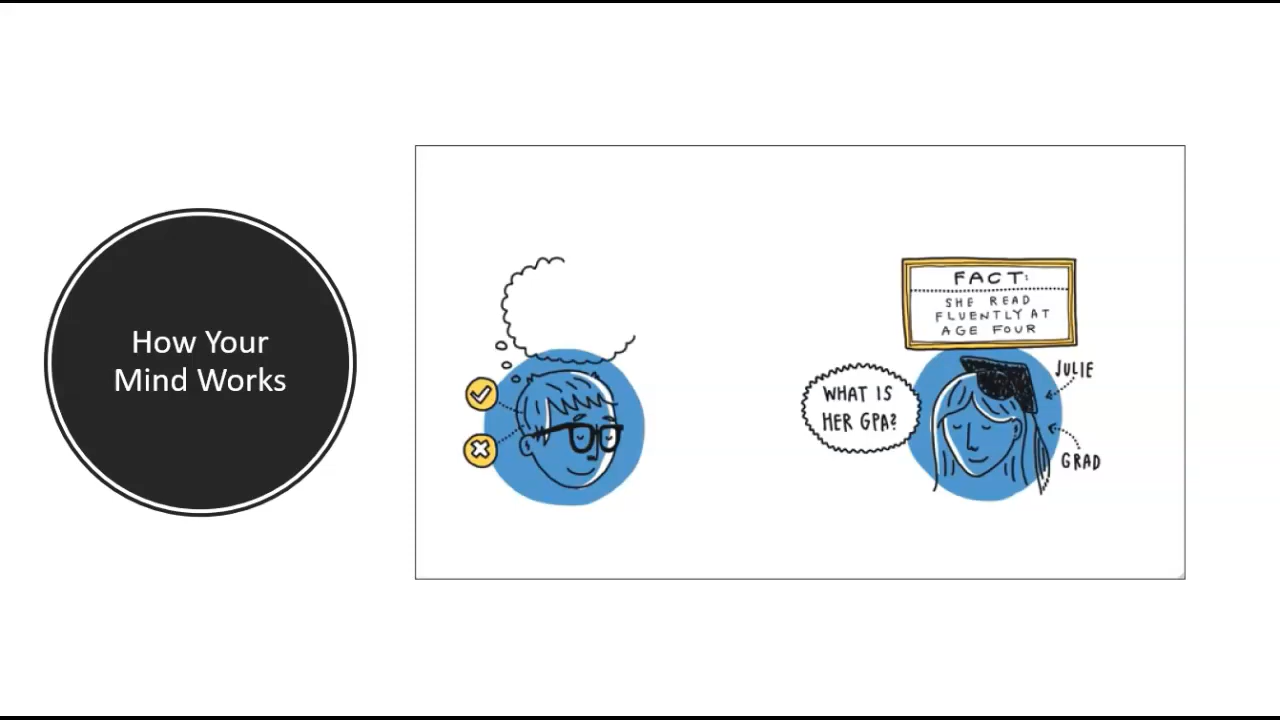 How Your
Mind Works
FACT:
SHE READ
FLUENTLY AT
AGE FOUR
WHAT IS
HER GPA?
JULIE
GRAD